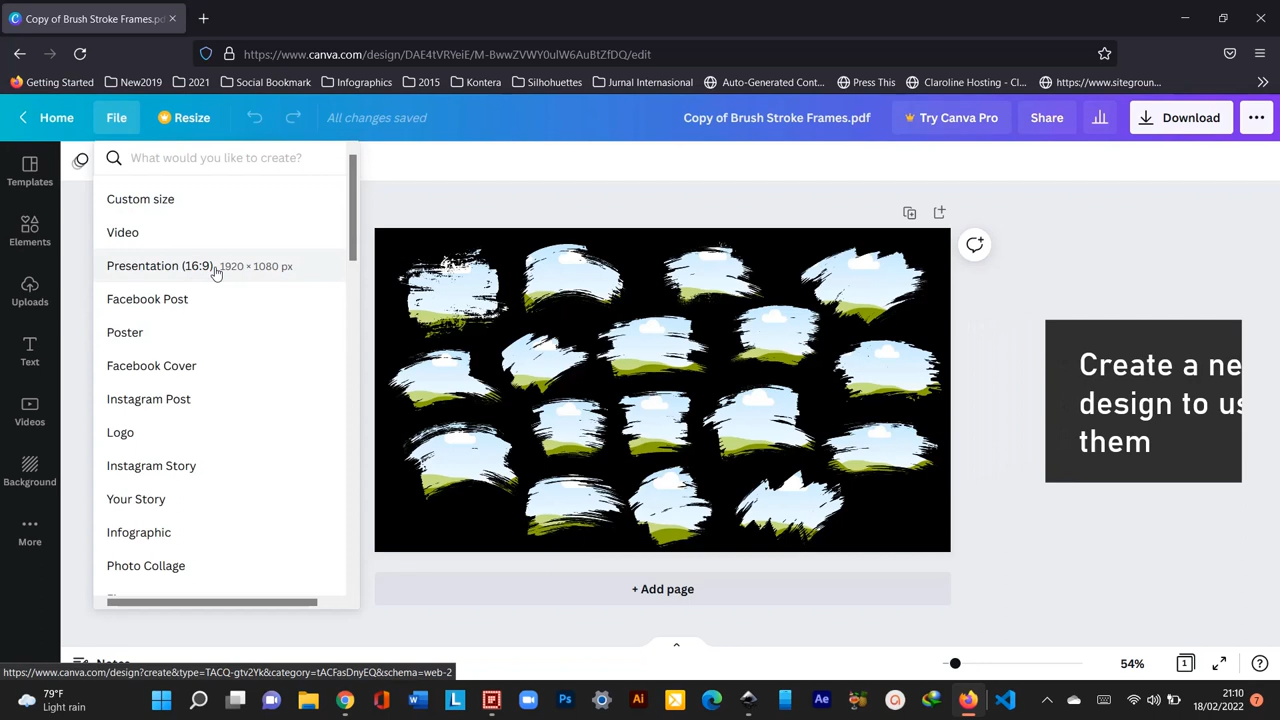 Copy of Brush Stroke Frames.pdf
https://www.canva.com/design/DAE4tVRYeiE/M-BwwZVWY0ulW6AuBtZfDQ/edit
Getting Started New2019 2021 Social Bookmark Infographics 2015 Kontera Silhouettes Jurnal Internasional Auto-Generated Cont... Press This Claroline Hosting - Cl... https://www.sitegroun...
Home File Resize All changes saved Copy of Brush Stroke Frames.pdf Try Canva Pro Share Download
Templates
Elements
Uploads
Text
Videos
Background
More
What would you like to create?
Custom size
Video
Presentation (16:9) 1920 × 1080 px
Facebook Post
Poster
Facebook Cover
Instagram Post
Logo
Instagram Story
Your Story
Infographic
Photo Collage
+ Add page
Create a ne
design to us
them
54%
1
https://www.canva.com/design?create&type=TACQ-gtv2Yk&category=tACFasDnyEQ&schema=web-2
79°F
Light rain
21:10
18/02/2022
7